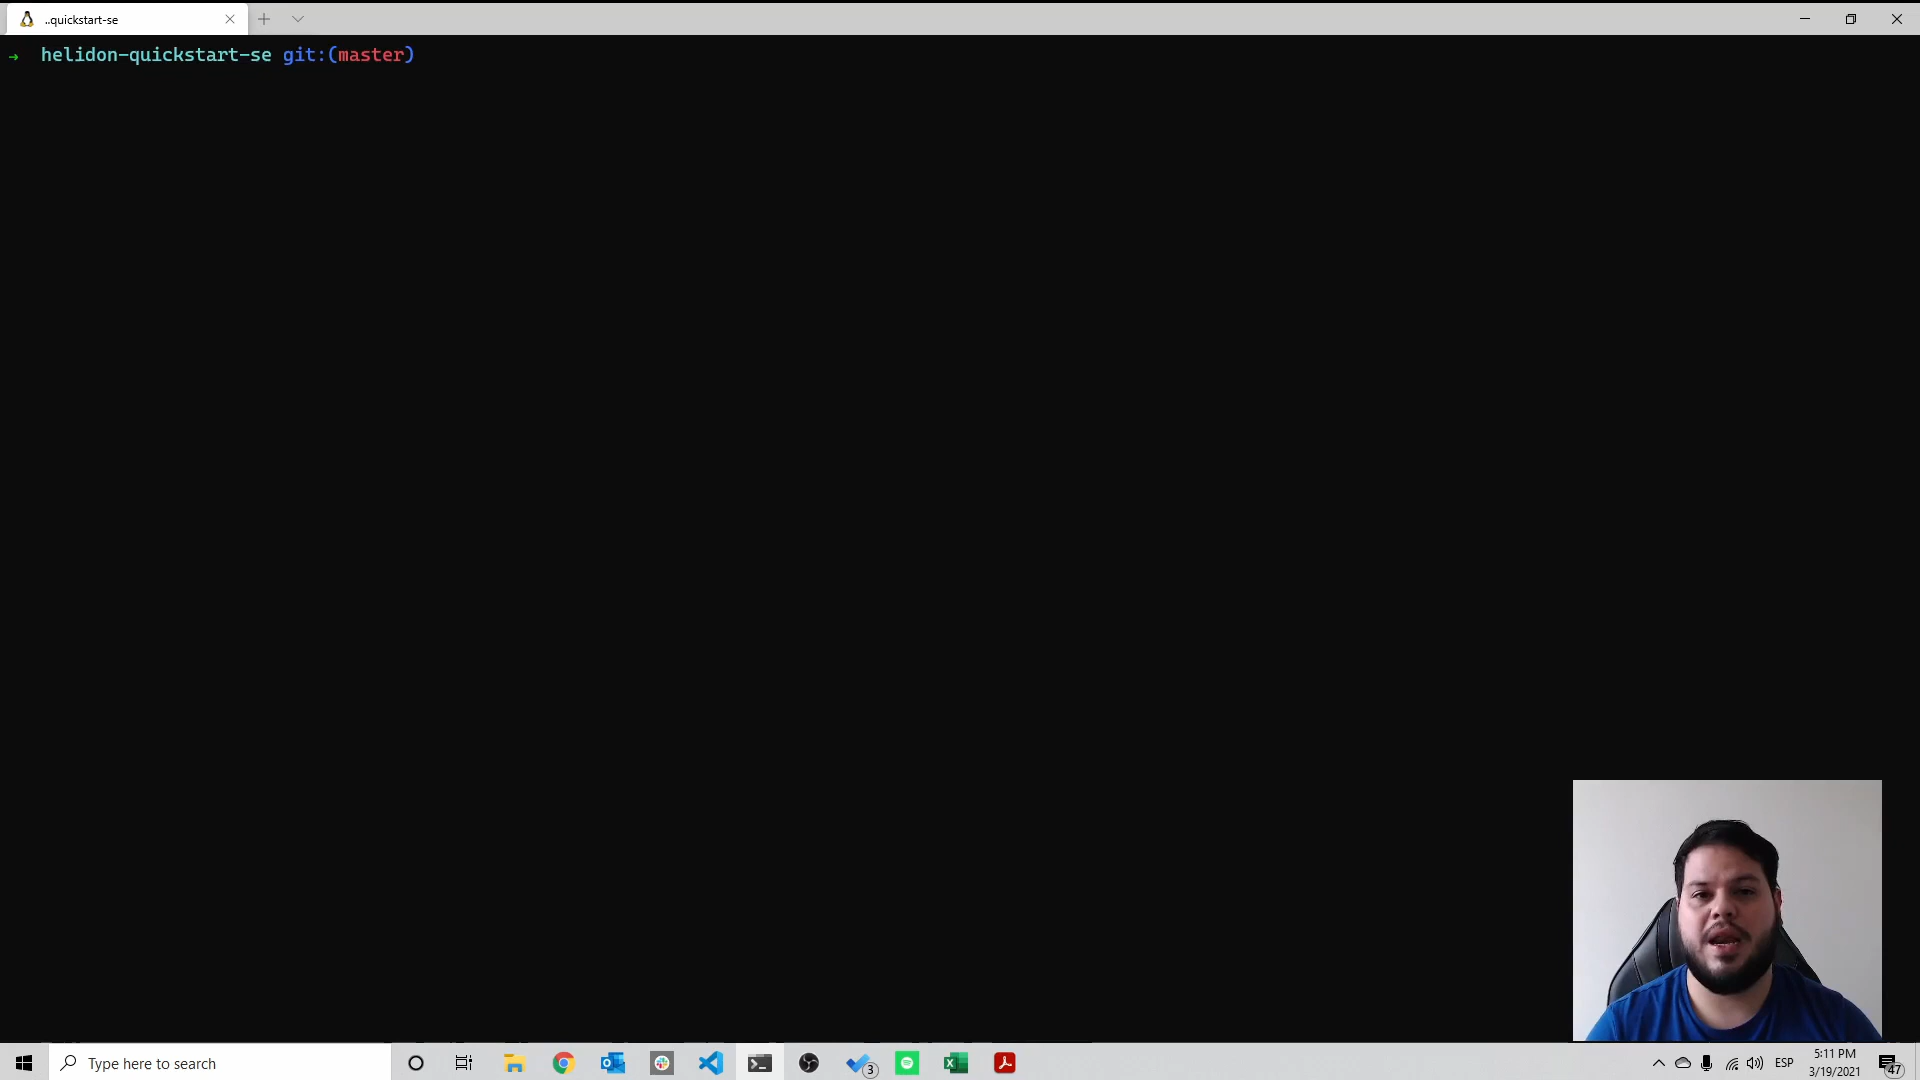 ..quickstart-se
→ helidon-quickstart-se git:(master)
Type here to search
3
ESP
5:11 PM
3/19/2021
47